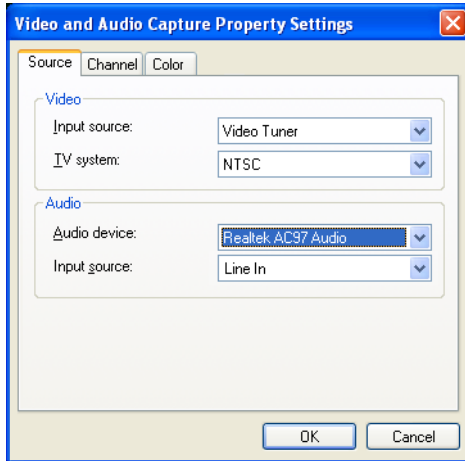 Video and Audio Capture Property Settings
Source Channel Color
Video
Input source: Video Tuner
TV system: NTSC
Audio
Audio device: Realtek AC97 Audio
Input source: Line In
OK Cancel